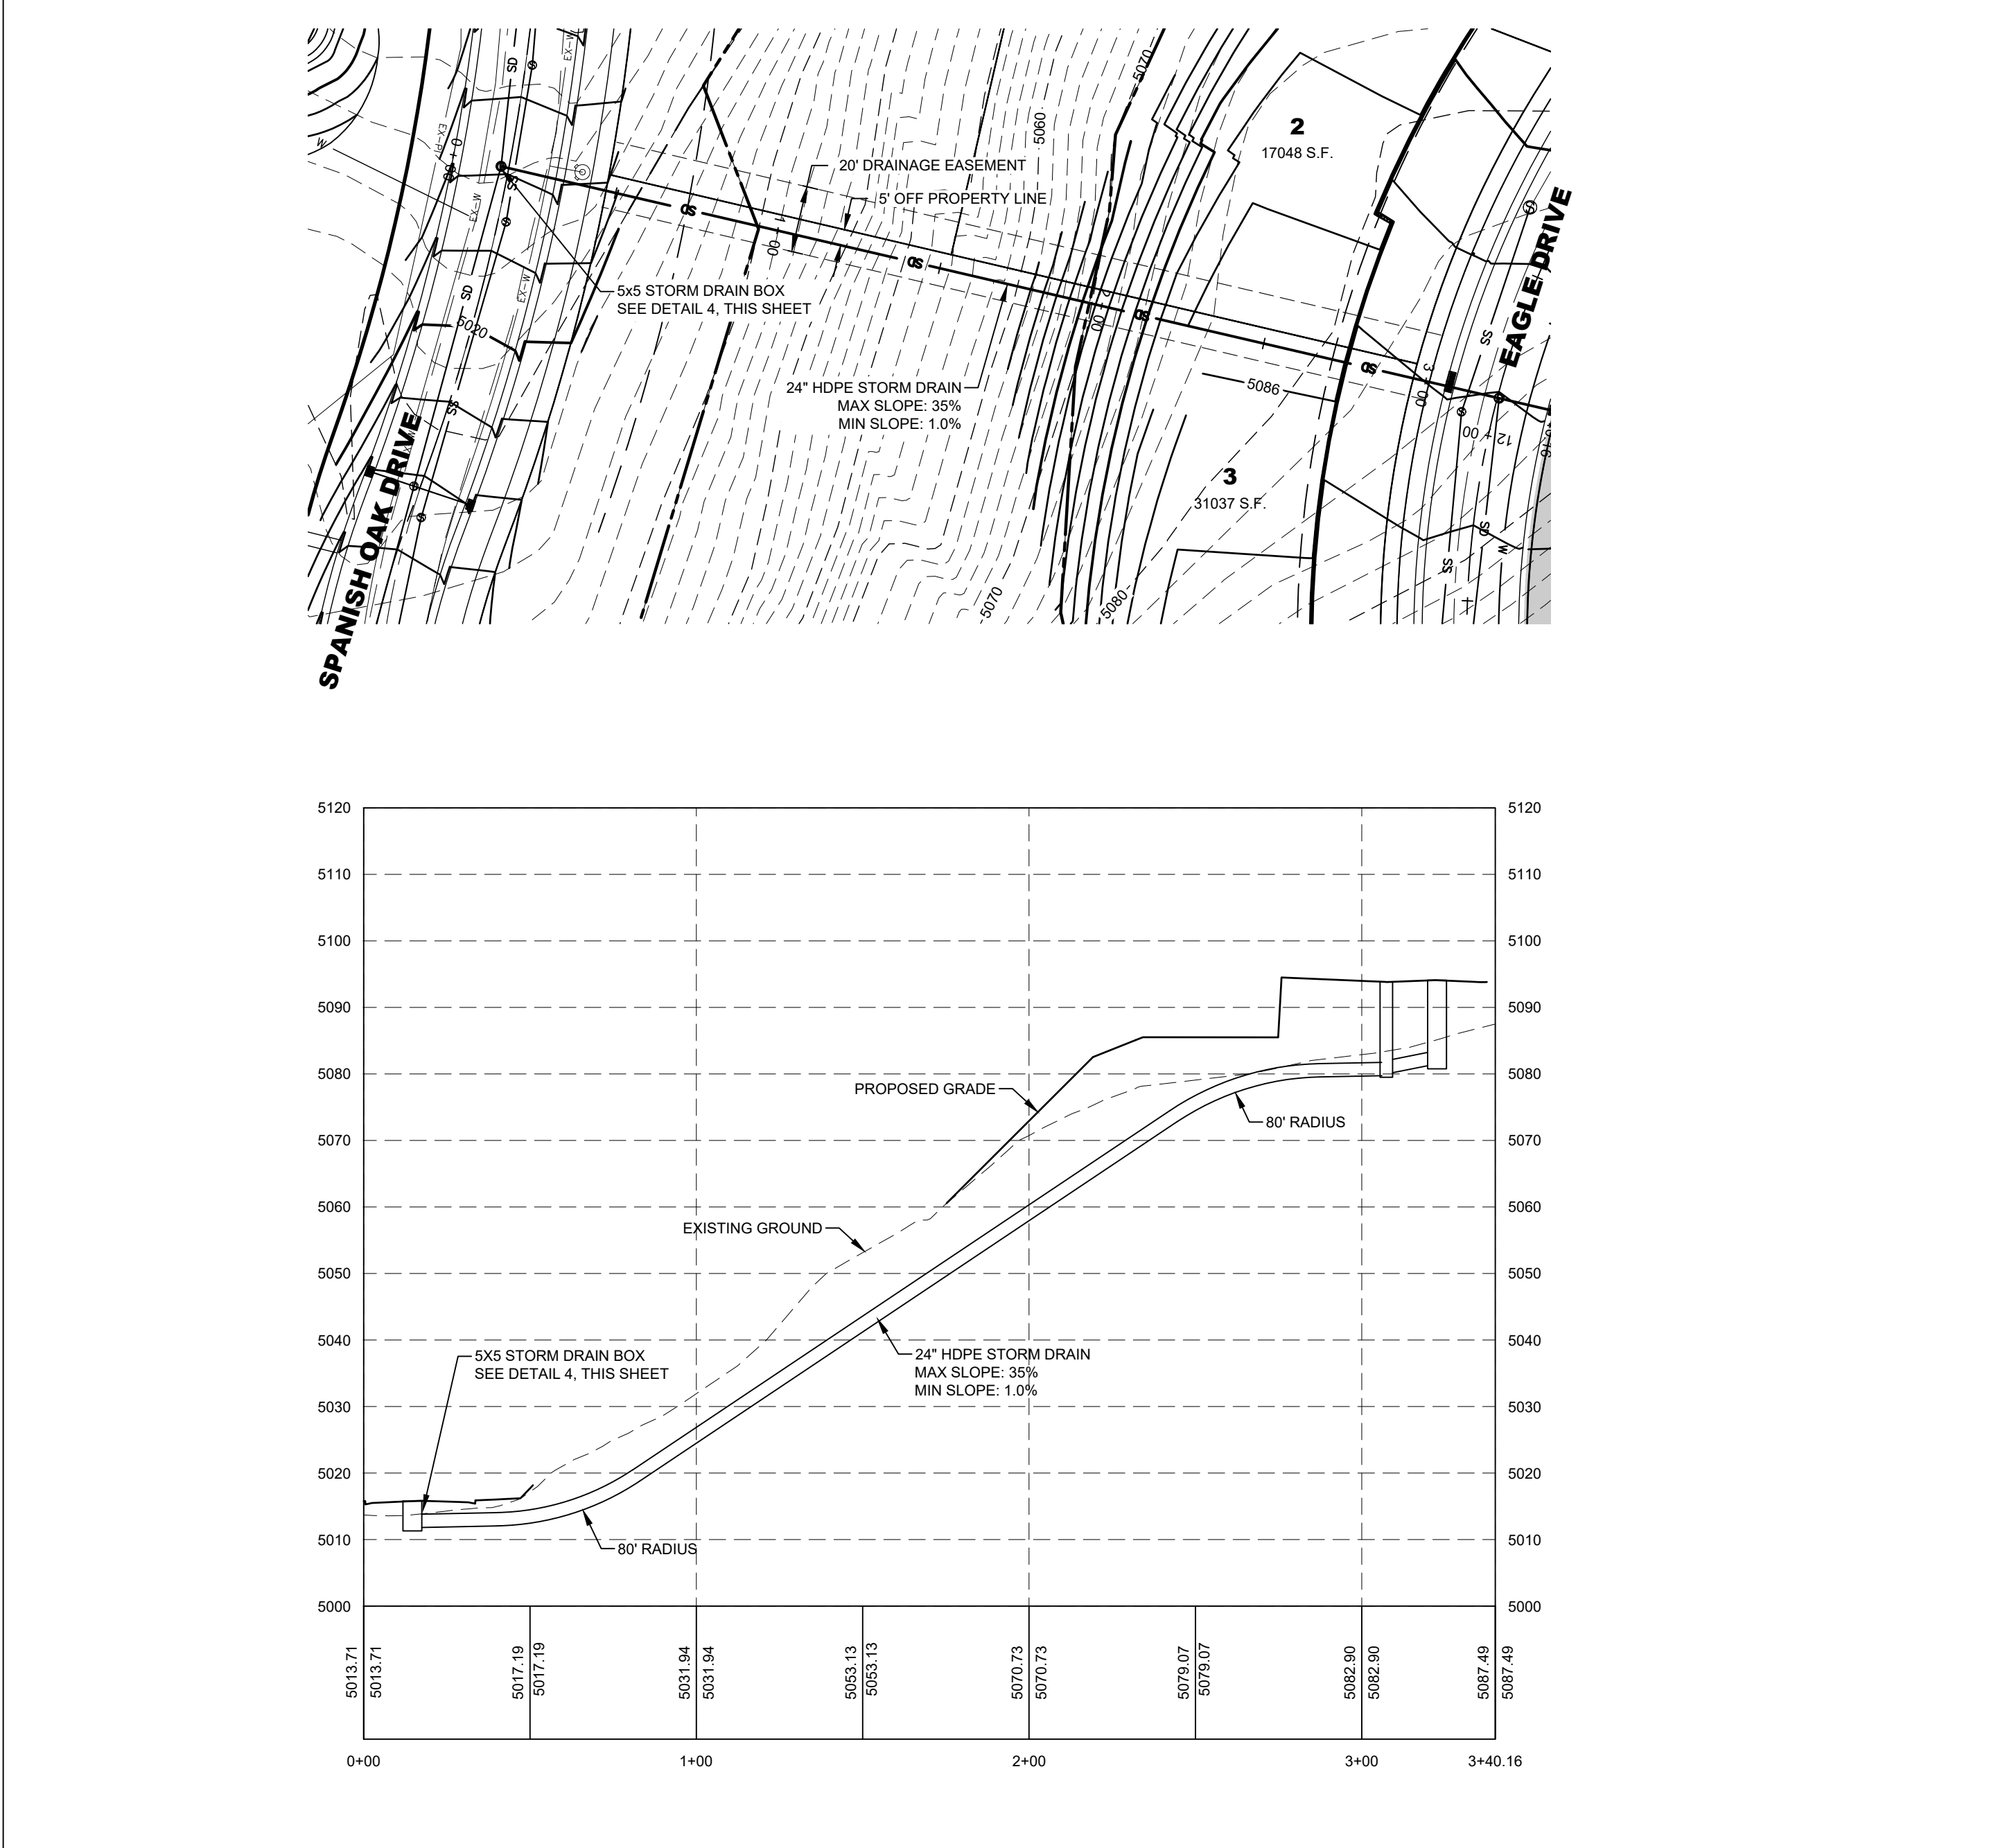 SD
EX-W
W
0 + 00
SS
EX-W
SD
EX-W
5020
SS
SPANISH OAK DRIVE
20' DRAINAGE EASEMENT
5' OFF PROPERTY LINE
SD
1 + 00
SD
5x5 STORM DRAIN BOX
SEE DETAIL 4, THIS SHEET
24" HDPE STORM DRAIN
MAX SLOPE: 35%
MIN SLOPE: 1.0%
5060
5070
2 + 00
SD
2
17048 S.F.
5086
3
31037 S.F.
SD
3 + 00
SS
EAGLE DRIVE
12 + 00
SD
SS
W
5070
5080
5120
5120
5110
5110
5100
5100
5090
5090
5080
5080
5070
5070
5060
5060
5050
5050
5040
5040
5030
5030
5020
5020
5010
5010
5000
5000
PROPOSED GRADE
80' RADIUS
EXISTING GROUND
5X5 STORM DRAIN BOX
SEE DETAIL 4, THIS SHEET
24" HDPE STORM DRAIN
MAX SLOPE: 35%
MIN SLOPE: 1.0%
80' RADIUS
5013.71
5013.71
5017.19
5017.19
5031.94
5031.94
5053.13
5053.13
5070.73
5070.73
5079.07
5079.07
5082.90
5082.90
5087.49
5087.49
0+00
1+00
2+00
3+00
3+40.16